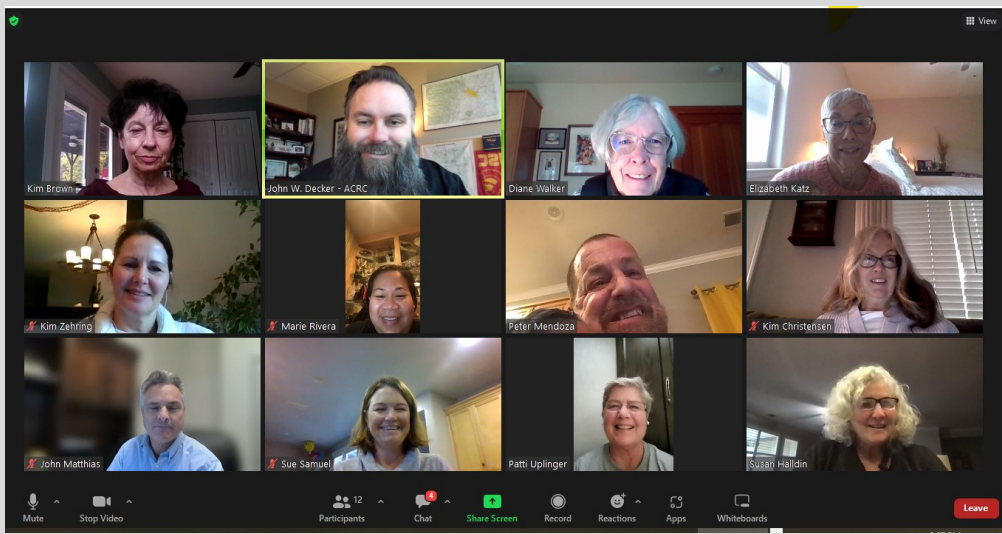 View
Kim Brown
John W. Decker - ACRC
Diane Walker
Elizabeth Katz
Kim Zehring
Marie Rivera
Peter Mendoza
Kim Christensen
John Matthias
Sue Samuel
Patti Uplinger
Susan Halldin
12
4
Mute
Stop Video
Participants
Chat
Share Screen
Record
Reactions
Apps
Whiteboards
Leave